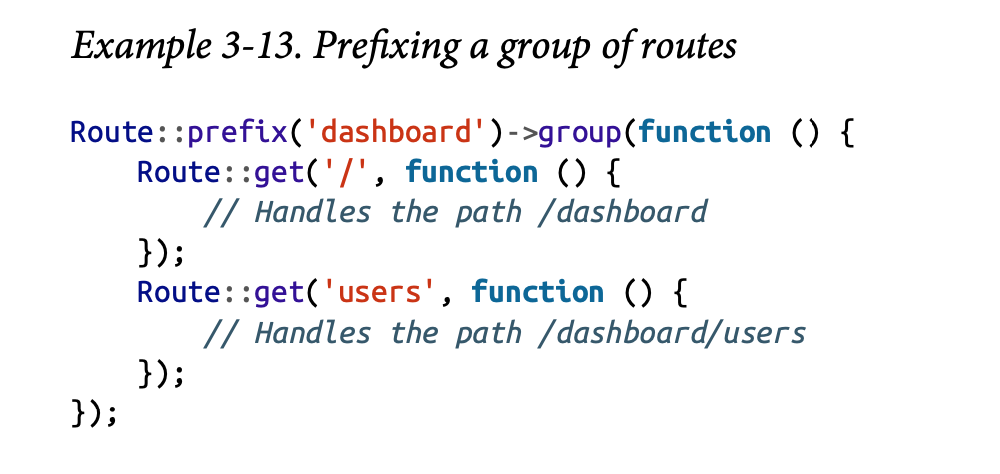 Example 3-13. Prefixing a group of routes
Route::prefix('dashboard')->group(function () {
    Route::get('/', function () {
        // Handles the path /dashboard
    });
    Route::get('users', function () {
        // Handles the path /dashboard/users
    });
});